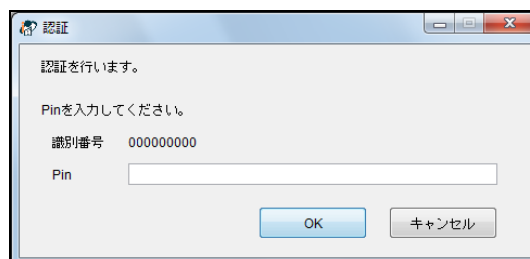 認証
認証を行います。
Pinを入力してください。
識別番号 000000000
Pin
OK キャンセル